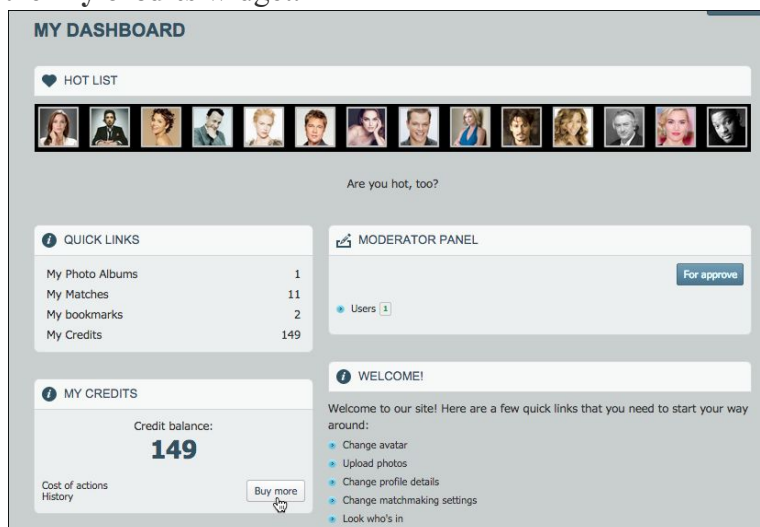 MY DASHBOARD
HOT LIST
Are you hot, too?
QUICK LINKS
My Photo Albums 1
My Matches 11
My bookmarks 2
My Credits 149
MODERATOR PANEL
For approve
Users 1
MY CREDITS
Credit balance:
149
Cost of actions
History
Buy more
WELCOME!
Welcome to our site! Here are a few quick links that you need to start your way
around:
Change avatar
Upload photos
Change profile details
Change matchmaking settings
Look who's in